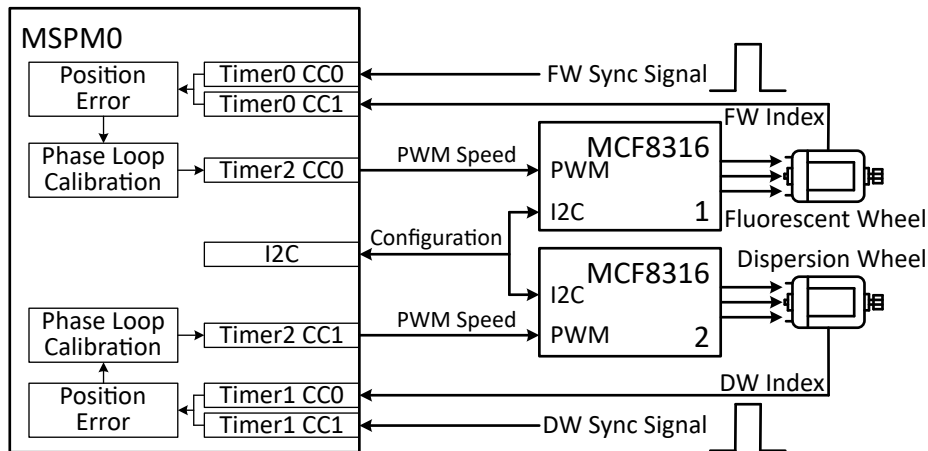 MSPM0
Position
Error
Timer0 CC0
Timer0 CC1
FW Sync Signal
FW Index
Phase Loop
Calibration
Timer2 CC0
PWM Speed
MCF8316
PWM
I2C
1
Fluorescent Wheel
I2C
Configuration
Dispersion Wheel
MCF8316
I2C
PWM
2
Phase Loop
Calibration
Timer2 CC1
PWM Speed
Position
Error
Timer1 CC0
Timer1 CC1
DW Index
DW Sync Signal